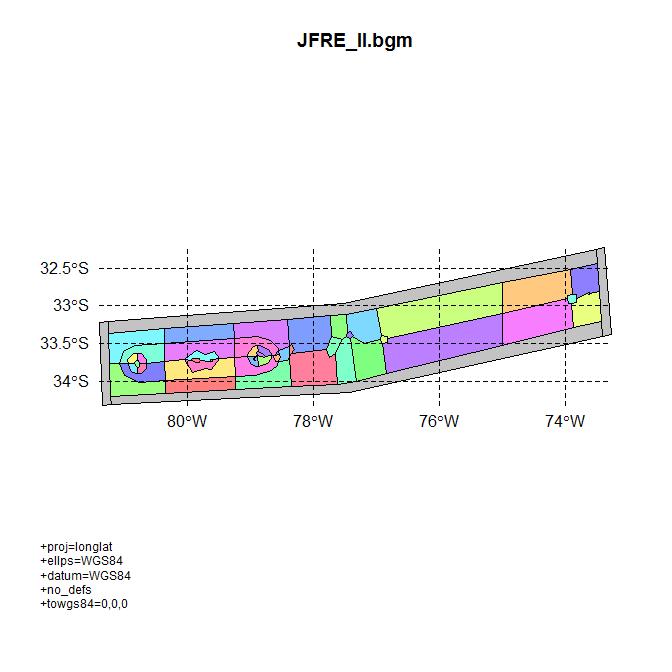 JFRE_II.bgm
32.5°S
33°S
33.5°S
34°S
80°W
78°W
76°W
74°W
+proj=longlat
+ellps=WGS84
+datum=WGS84
+no_defs
+towgs84=0,0,0